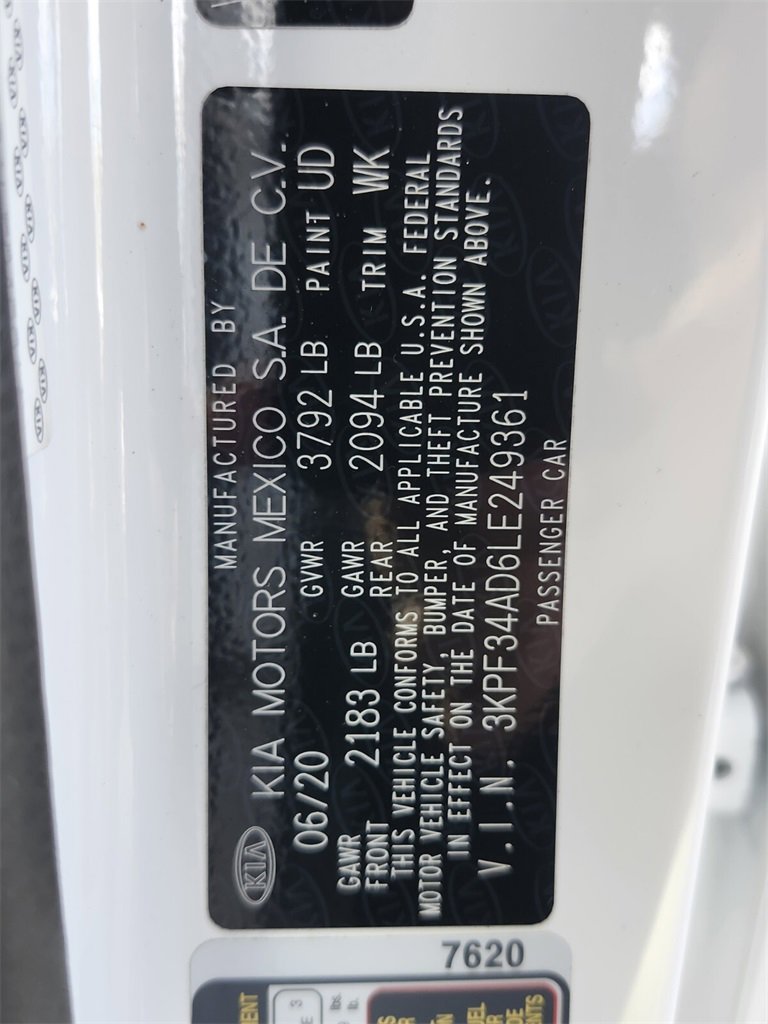 MANUFACTURED BY
KIA KIA MOTORS MEXICO S.A. DE C.V.
06/20 GVWR 3792 LB PAINT UD
GAWR FRONT 2183 LB GAWR REAR 2094 LB TRIM WK
THIS VEHICLE CONFORMS TO ALL APPLICABLE U.S.A. FEDERAL
MOTOR VEHICLE SAFETY, BUMPER, AND THEFT PREVENTION STANDARDS
IN EFFECT ON THE DATE OF MANUFACTURE SHOWN ABOVE.
V.I.N. 3KPF34AD6LE249361
PASSENGER CAR
7620